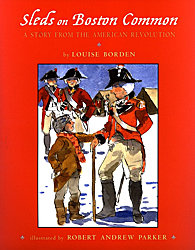 Sleds on Boston Common
A STORY FROM THE AMERICAN REVOLUTION
by LOUISE BORDEN
illustrated by ROBERT ANDREW PARKER